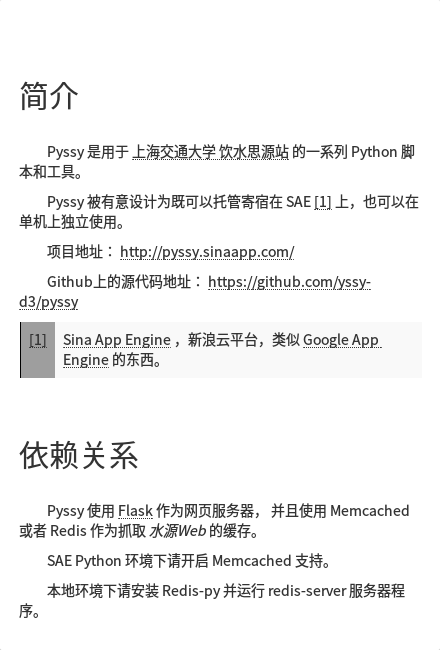 简介
Pyssy 是用于 上海交通大学 饮水思源站 的一系列 Python 脚
本和工具。
Pyssy 被有意设计为既可以托管寄宿在 SAE [1] 上，也可以在
单机上独立使用。
项目地址： http://pyssy.sinaapp.com/
Github上的源代码地址： https://github.com/yssy-
d3/pyssy
[1] Sina App Engine ，新浪云平台，类似 Google App
Engine 的东西。
依赖关系
Pyssy 使用 Flask 作为网页服务器， 并且使用 Memcached
或者 Redis 作为抓取 水源Web 的缓存。
SAE Python 环境下请开启 Memcached 支持。
本地环境下请安装 Redis-py 并运行 redis-server 服务器程
序。